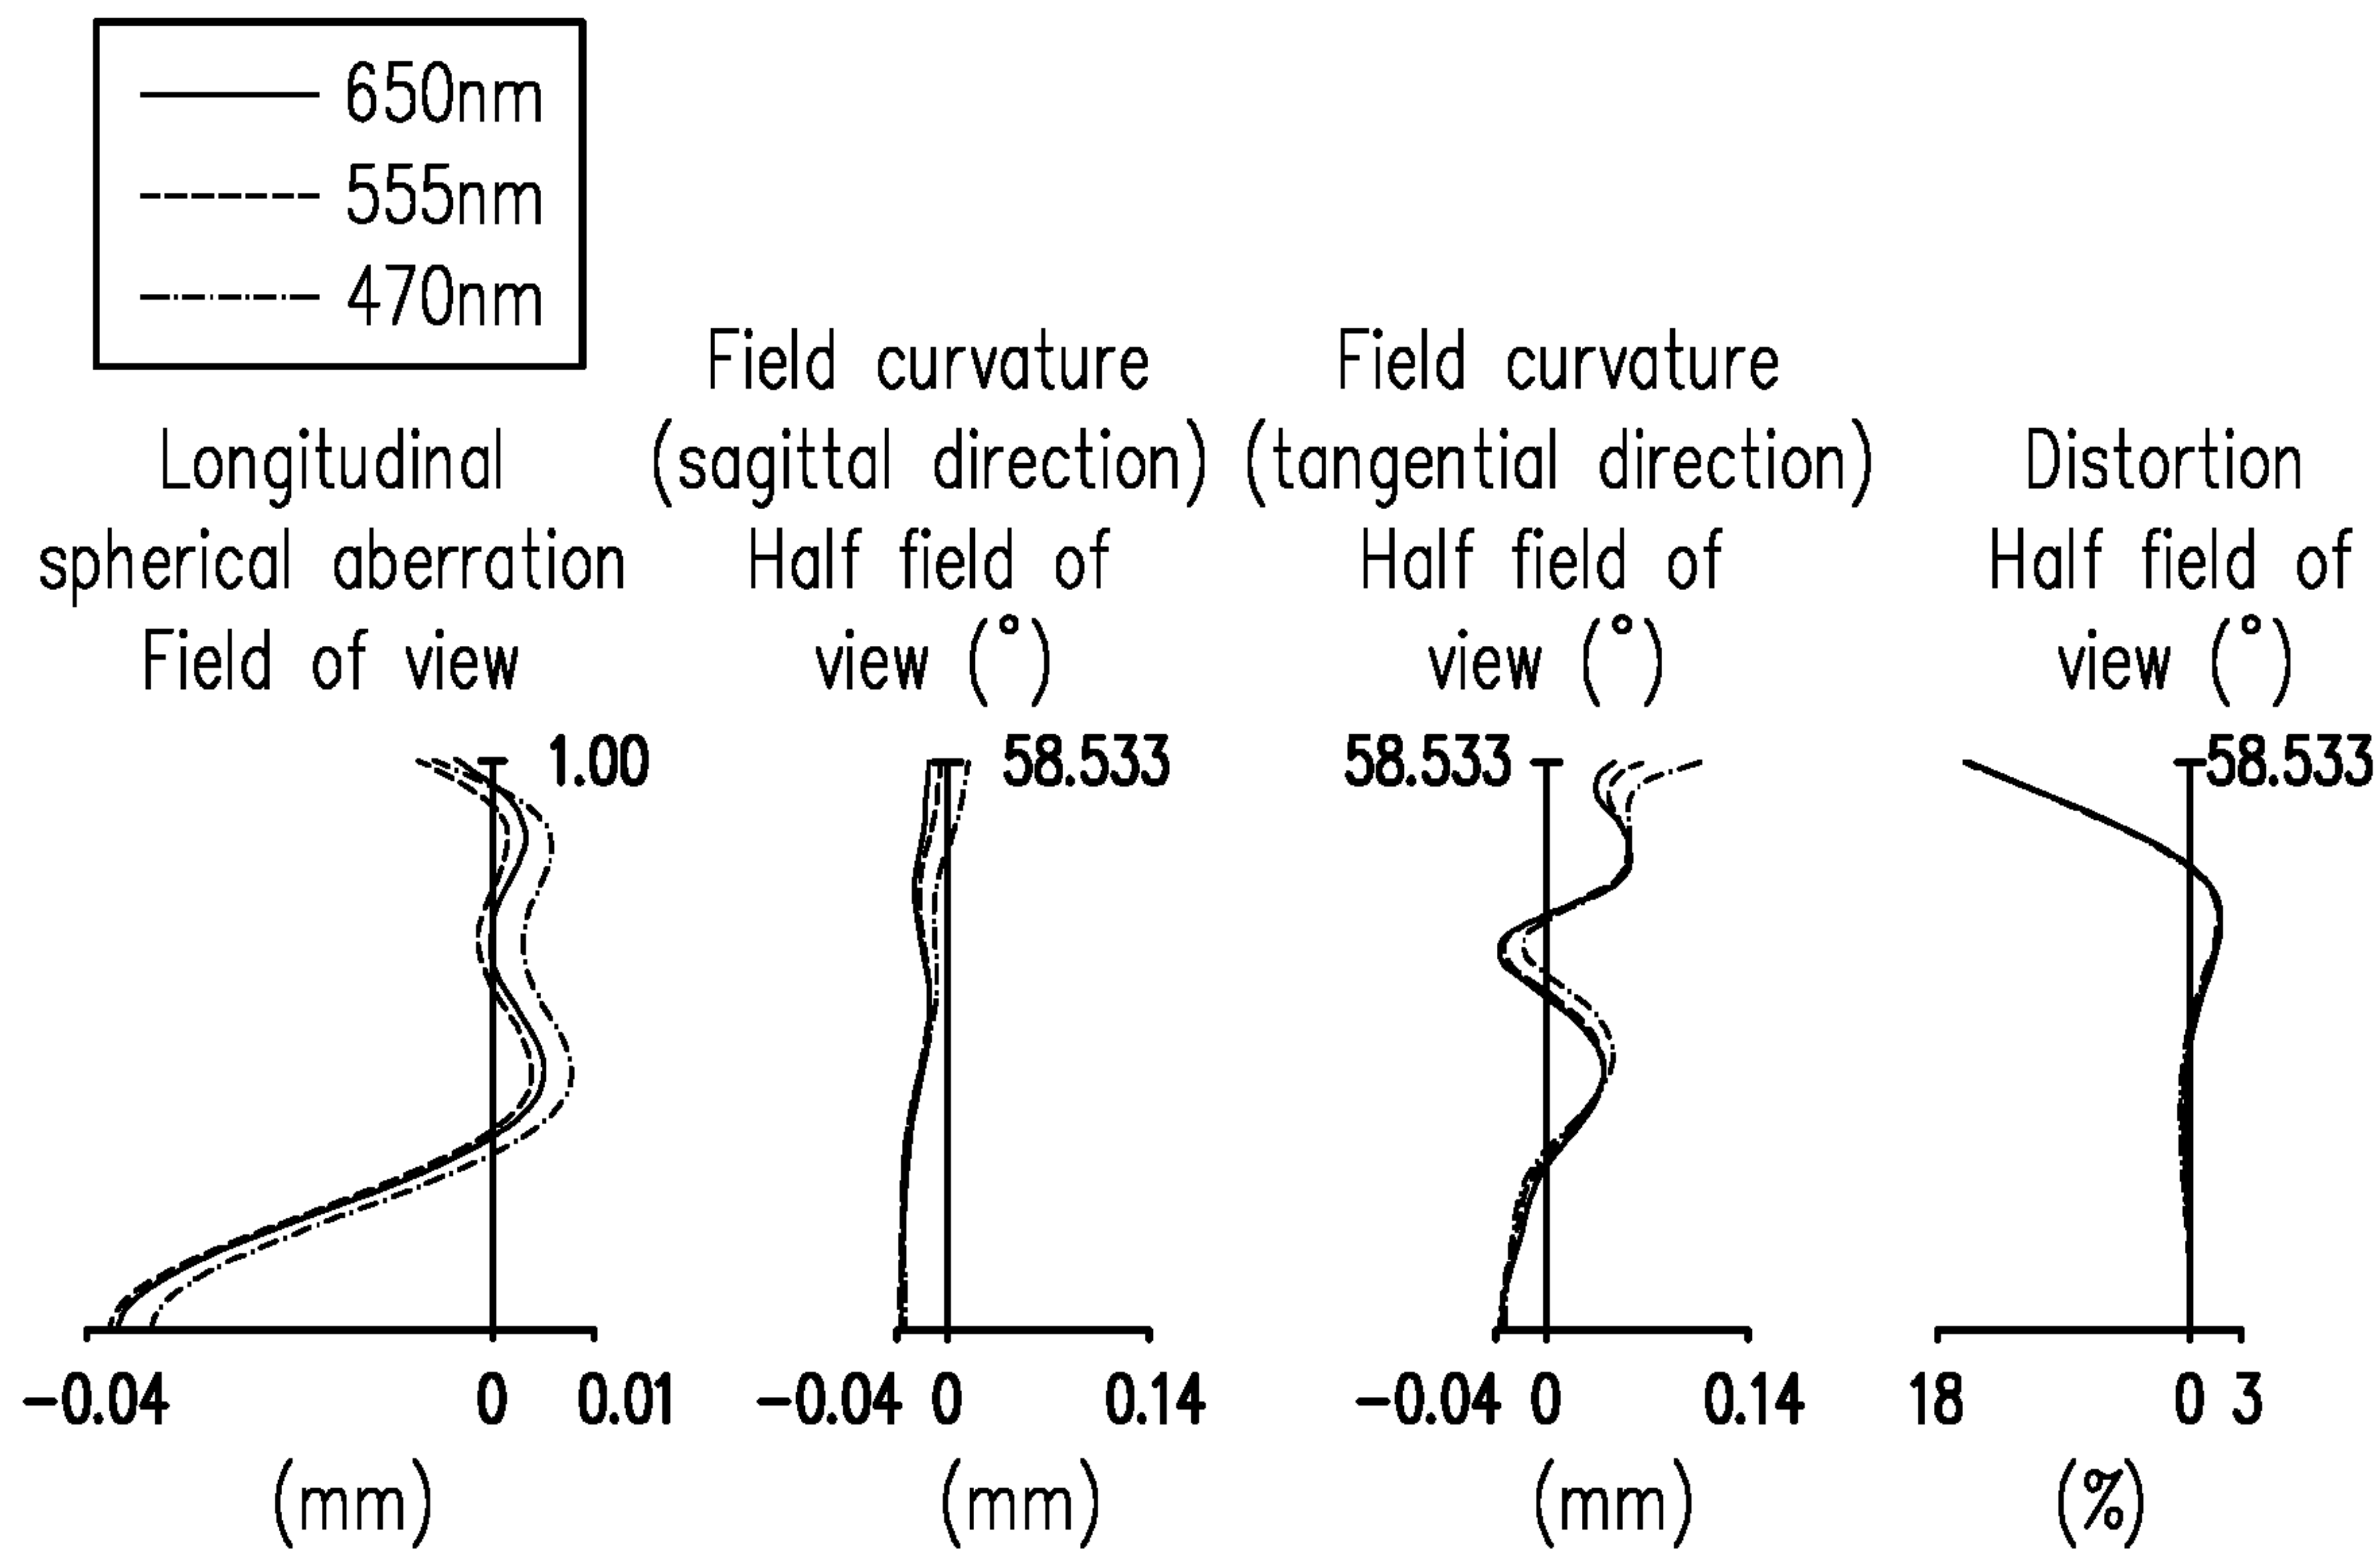 650nm
555nm
470nm
Longitudinal
spherical aberration
Field of view
1.00
-0.04 0 0.01
(mm)
Field curvature
(sagittal direction)
Half field of
view (°)
58.533
-0.04 0 0.14
(mm)
Field curvature
(tangential direction)
Half field of
view (°)
58.533
-0.04 0 0.14
(mm)
Distortion
Half field of
view (°)
58.533
18 0 3
(%)